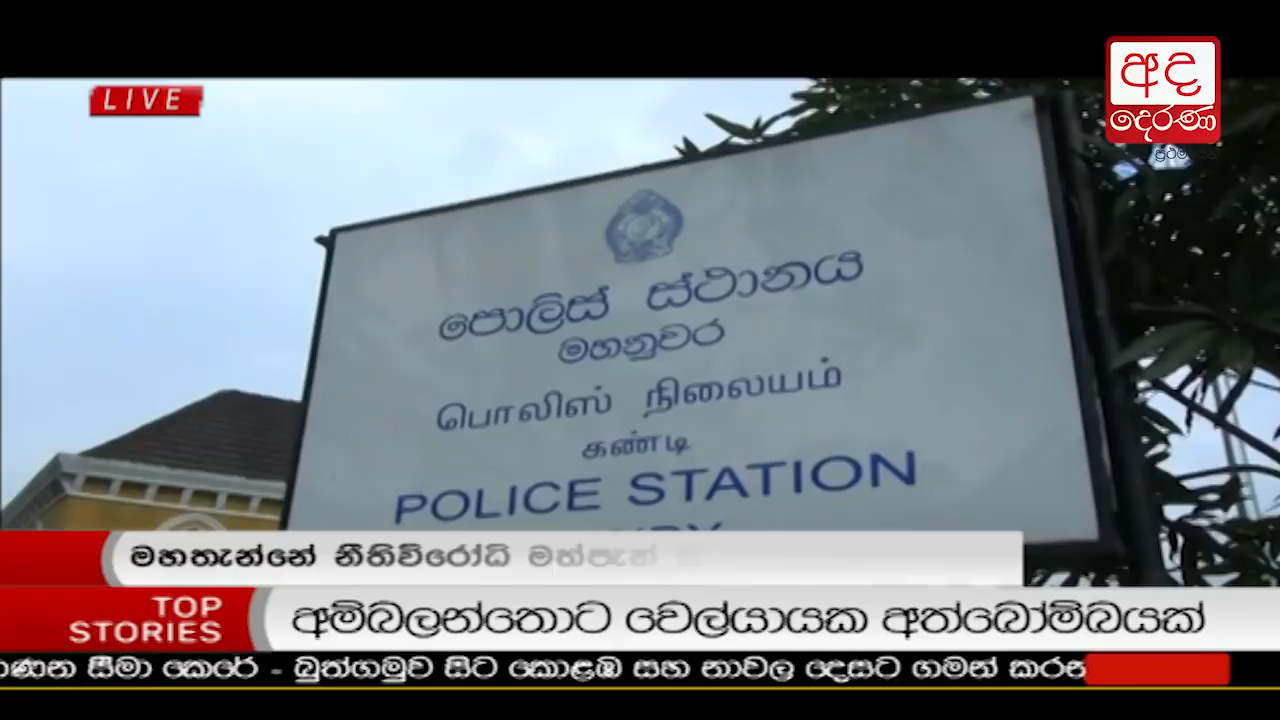 LIVE
අද
දෙරණ
පොලිස් ස්ථානය
මහනුවර
பொலிஸ் நிலையம்
கண்டி
POLICE STATION
මහතැන්නේ නීතිවිරෝධී මත්පැන්
TOP
STORIES
අම්බලන්තොට වෙල්යායක අත්බෝම්බයක්
සීමා කෙරේ - බුත්ගමුව සිට කොළඹ සහ නාවල දෙසට ගමන් කරන